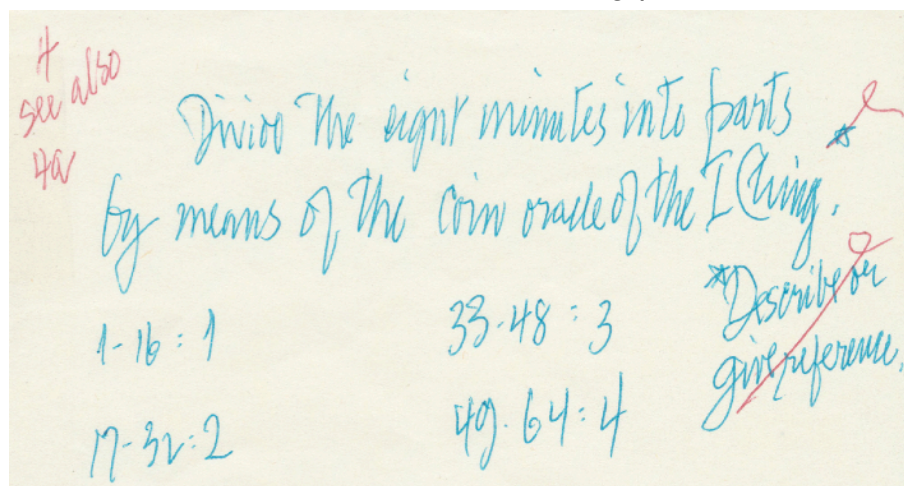 4
see also
4a
Divide the eight minutes into parts *
by means of the coin oracle of the I Ching.
1-16 : 1
33-48 : 3
17-32 : 2
49-64 : 4
*Describe or
give reference.